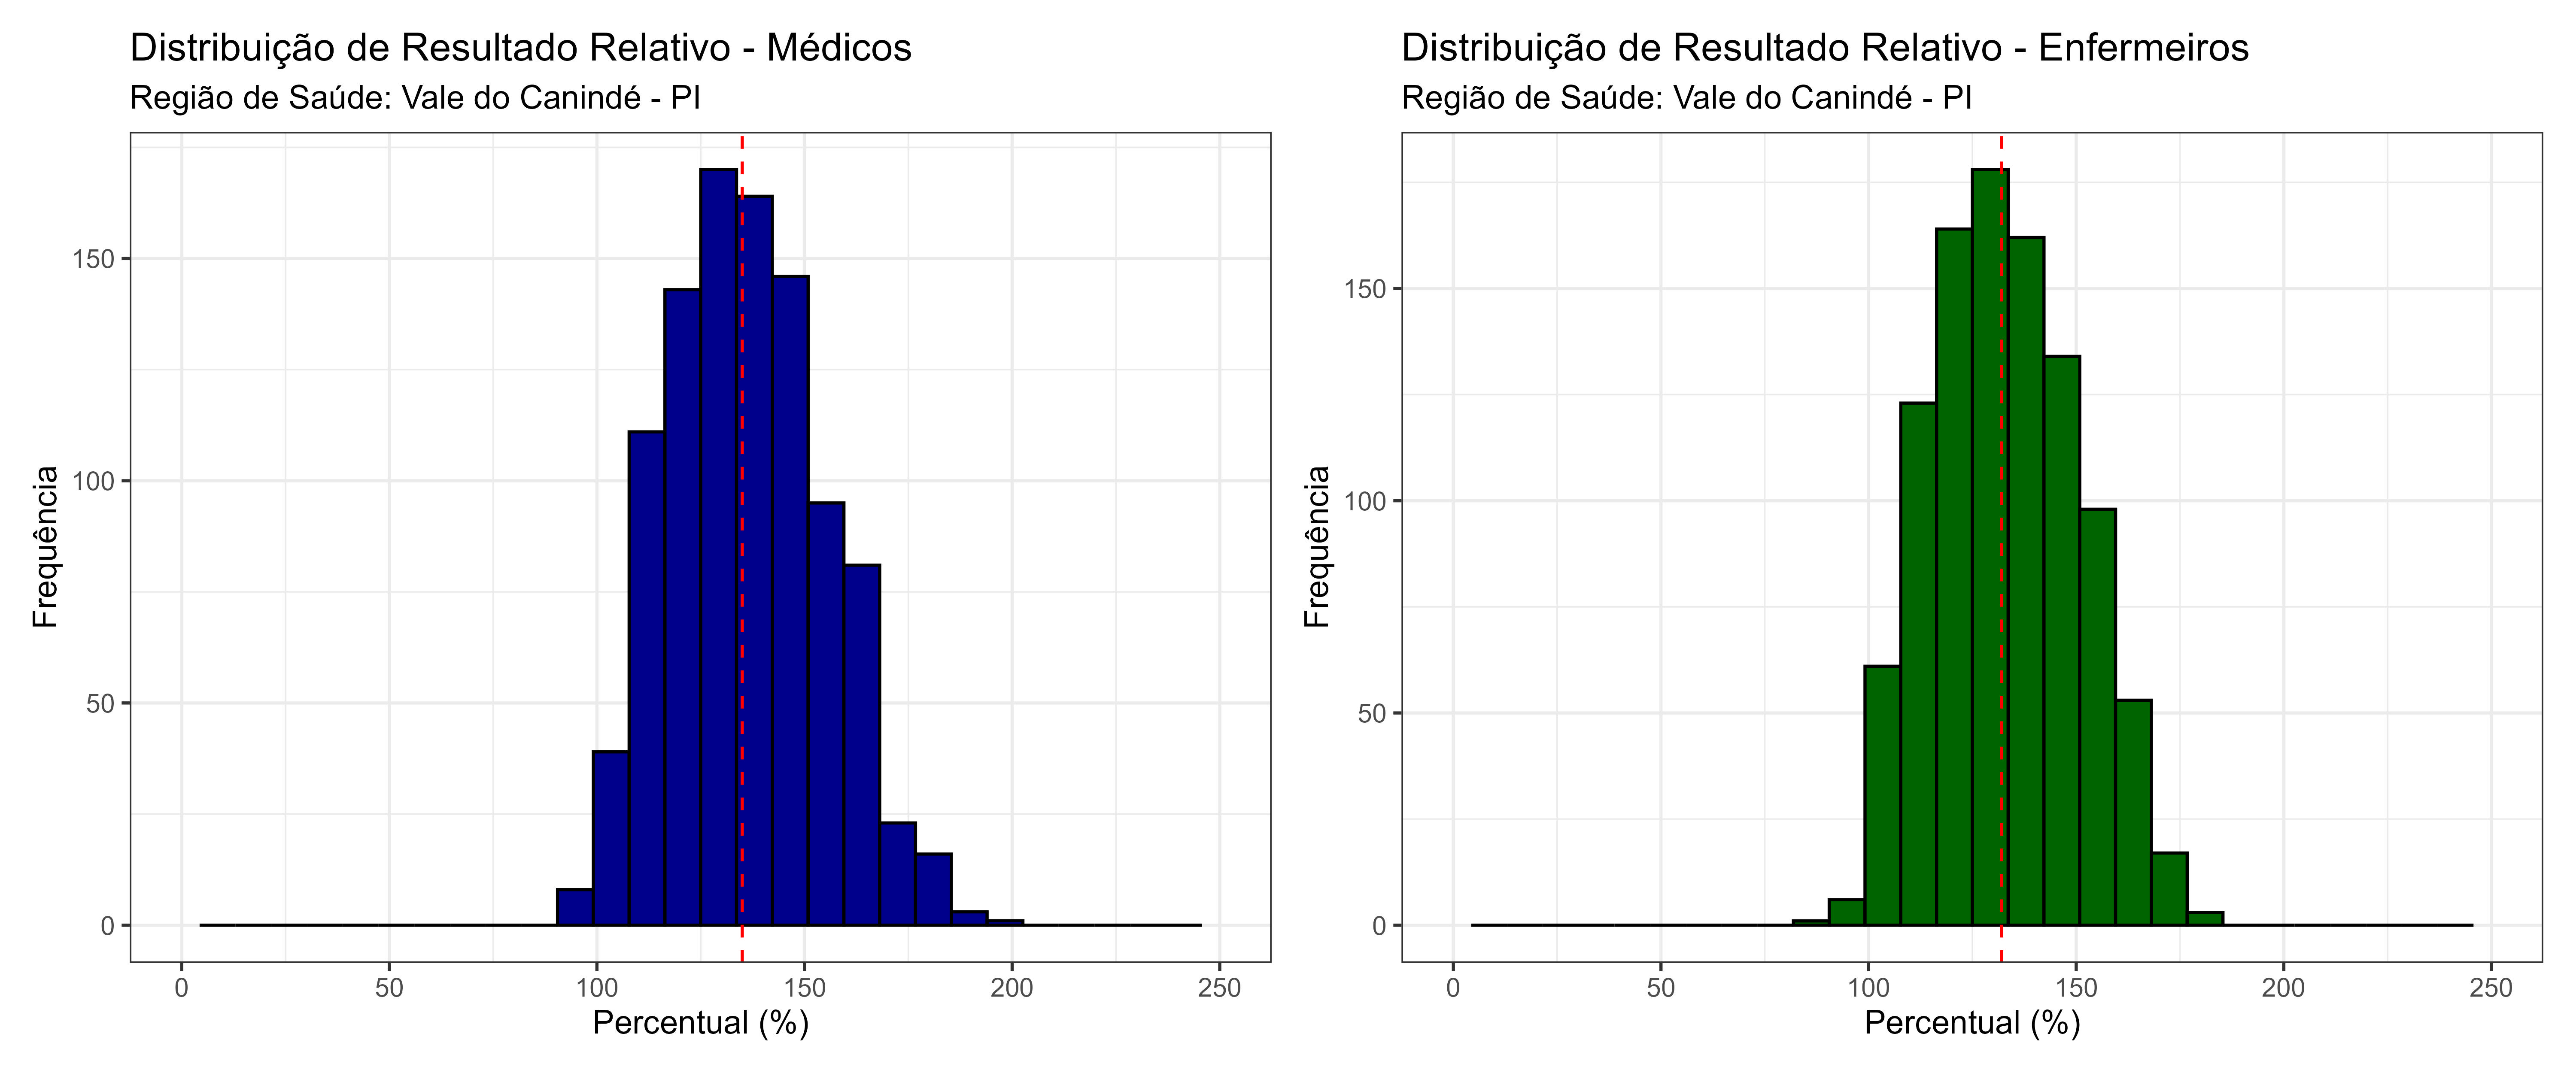 Distribuição de Resultado Relativo - Médicos
Região de Saúde: Vale do Canindé - PI
Frequência
150
100
50
0
0 50 100 150 200 250
Percentual (%)
Distribuição de Resultado Relativo - Enfermeiros
Região de Saúde: Vale do Canindé - PI
Frequência
150
100
50
0
0 50 100 150 200 250
Percentual (%)